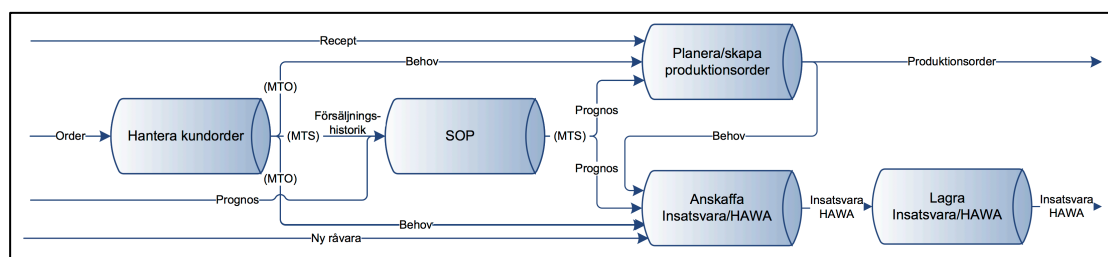 Recept
Planera/skapa
produktionsorder
Behov
Produktionsorder
(MTO)
Prognos
Försäljnings-
historik
Order
Hantera kundorder
(MTS)
SOP
(MTS)
Behov
Prognos
(MTO)
Prognos
Anskaffa
Insatsvara/HAWA
Insatsvara
HAWA
Lagra
Insatsvara/HAWA
Insatsvara
HAWA
Behov
Ny råvara